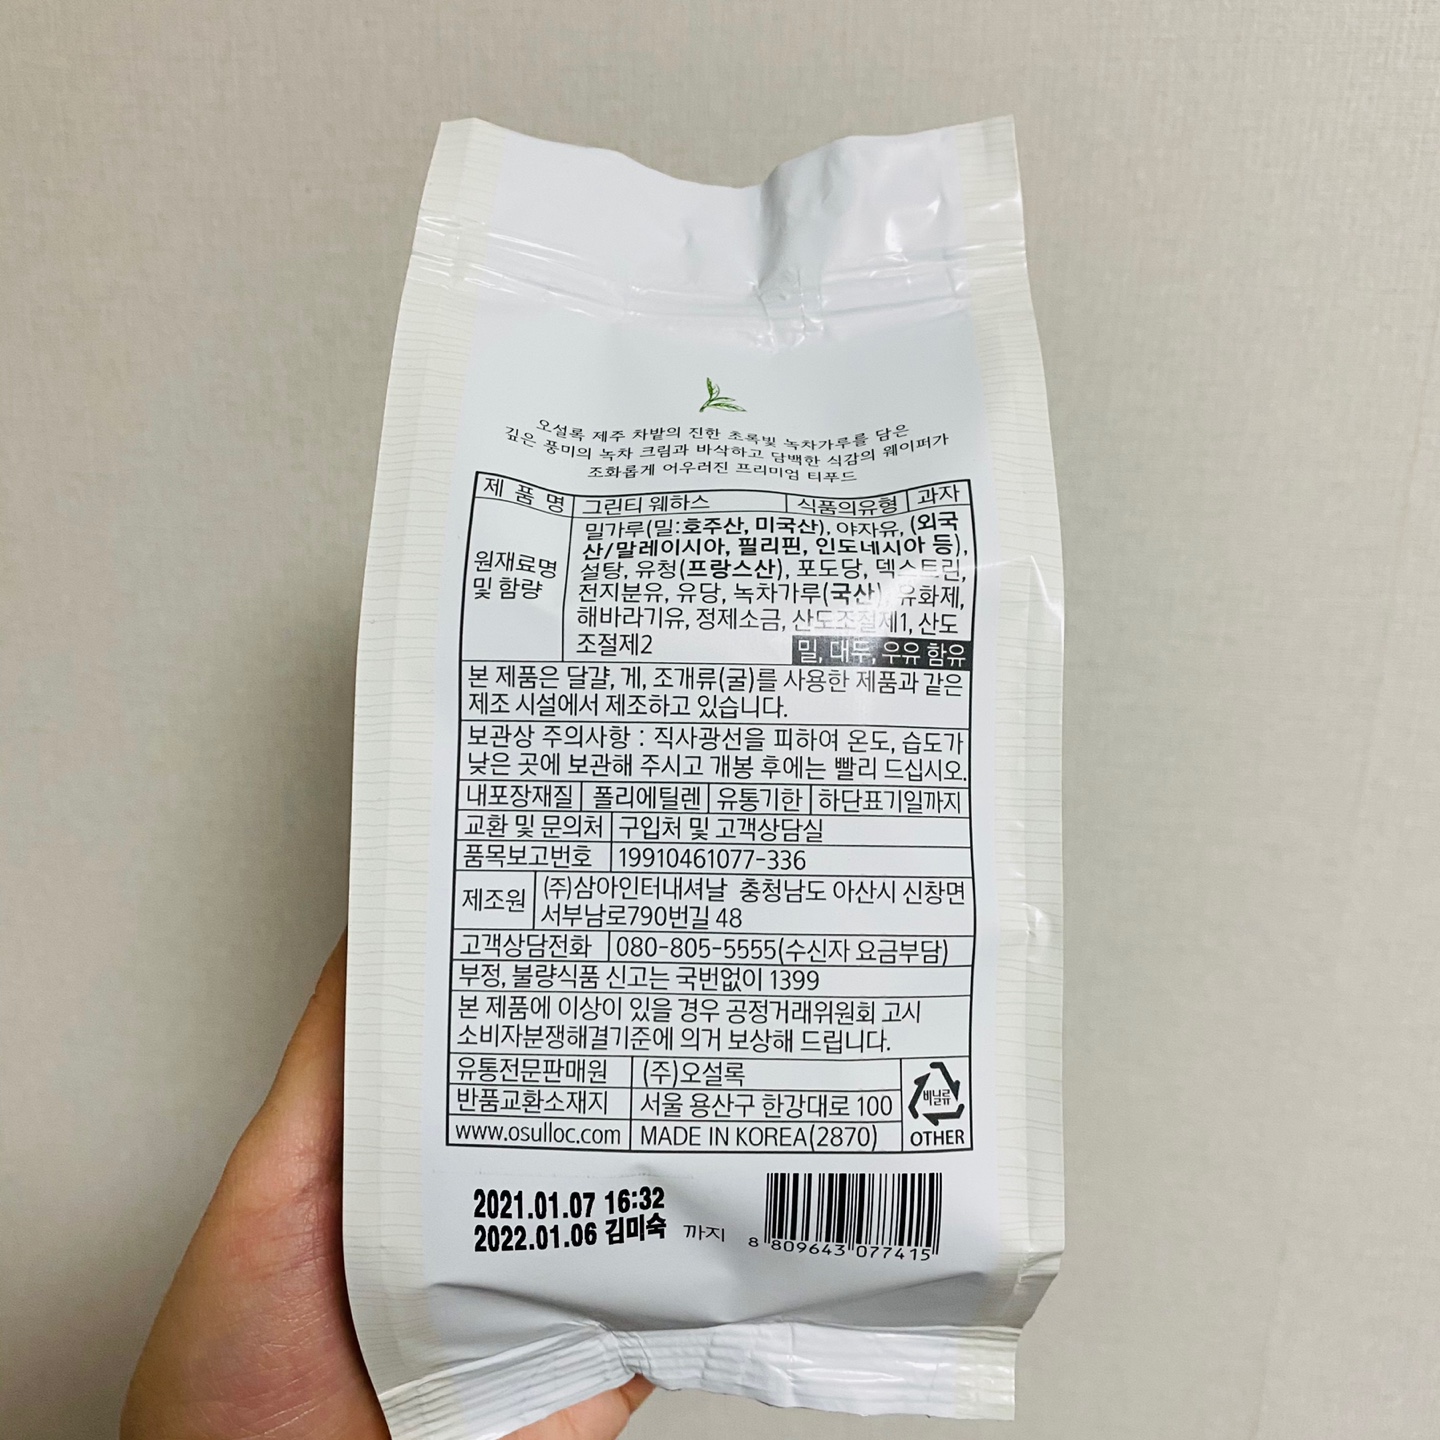 오설록 제주 차밭의 진한 초록빛 녹차가루를 담은
깊은 풍미의 녹차 크림과 바삭하고 담백한 식감의 웨이퍼가
조화롭게 어우러진 프리미엄 티푸드
제 품 명 그린티 웨하스 식품의유형 과자
원재료명
및 함량
밀가루(밀:호주산, 미국산), 야자유, (외국
산/말레이시아, 필리핀, 인도네시아 등),
설탕, 유청(프랑스산), 포도당, 덱스트린,
전지분유, 유당, 녹차가루(국산), 유화제,
해바라기유, 정제소금, 산도조절제1, 산도
조절제2
밀, 대두, 우유 함유
본 제품은 달걀, 게, 조개류(굴)를 사용한 제품과 같은
제조 시설에서 제조하고 있습니다.
보관상 주의사항 : 직사광선을 피하여 온도, 습도가
낮은 곳에 보관해 주시고 개봉 후에는 빨리 드십시오.
내포장재질 폴리에틸렌 유통기한 하단표기일까지
교환 및 문의처 구입처 및 고객상담실
품목보고번호 19910461077-336
제조원
(주)삼아인터내셔날 충청남도 아산시 신창면
서부남로790번길 48
고객상담전화 080-805-5555(수신자 요금부담)
부정, 불량식품 신고는 국번없이 1399
본 제품에 이상이 있을 경우 공정거래위원회 고시
소비자분쟁해결기준에 의거 보상해 드립니다.
유통전문판매원 (주)오설록
반품교환소재지 서울 용산구 한강대로 100
www.osulloc.com MADE IN KOREA(2870)
비닐류
OTHER
2021.01.07 16:32
2022.01.06 김미숙 까지
8 809643 077415